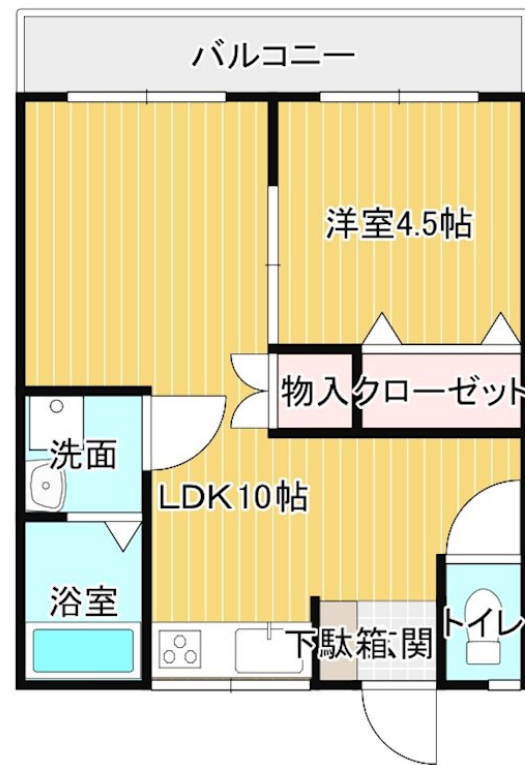 バルコニー
洋室4.5帖
物入
クローゼット
洗面
LDK10帖
浴室
トイレ
下駄箱
関